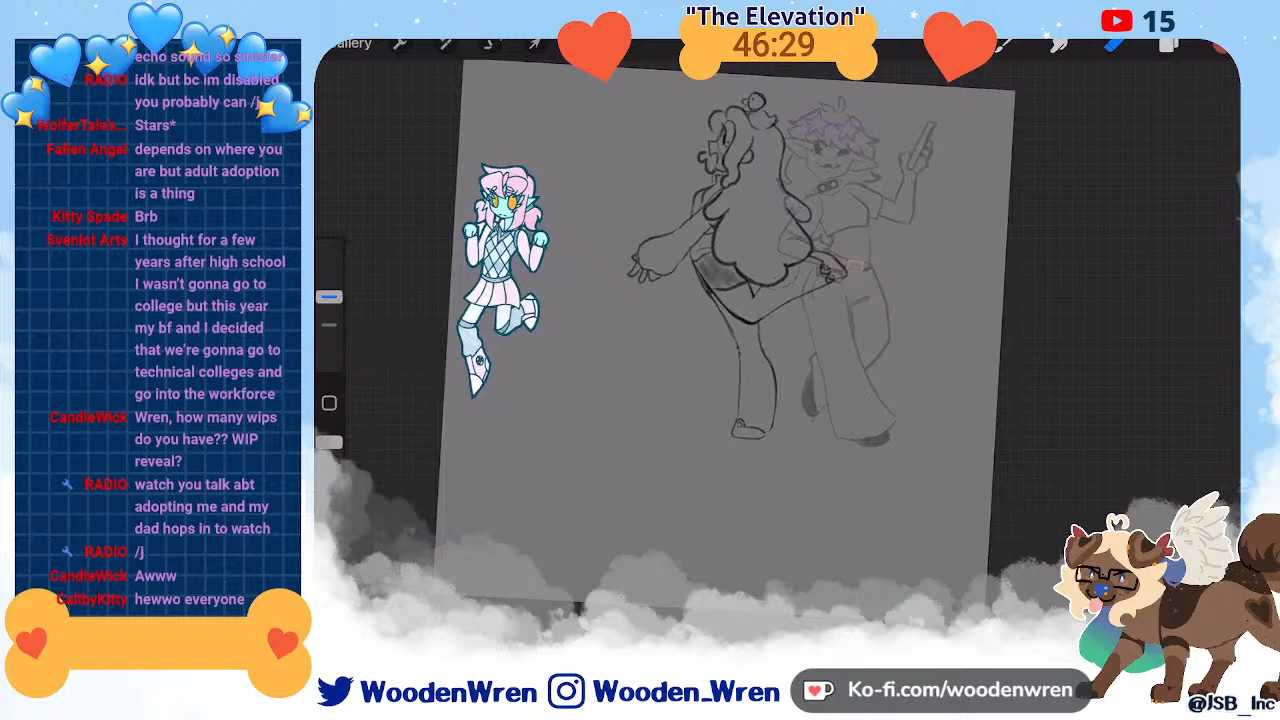 "The Elevation"
46:29
15
allery
echo sound so sinister
RADIO idk but bc im disabled
you probably can /j
WolferTale's... Stars*
Fallen Angel depends on where you
are but adult adoption
is a thing
Kitty Spade Brb
Svenlot Arts I thought for a few
years after high school
I wasn't gonna go to
college but this year
my bf and I decided
that we're gonna go to
technical colleges and
go into the workforce
CandleWick Wren, how many wips
do you have?? WIP
reveal?
RADIO watch you talk abt
adopting me and my
dad hops in to watch
RADIO /j
CandleWick Awww
CalibyKitty hewwo everyone
WoodenWren
Wooden_Wren
Ko-fi.com/woodenwren
@JSB_Inc